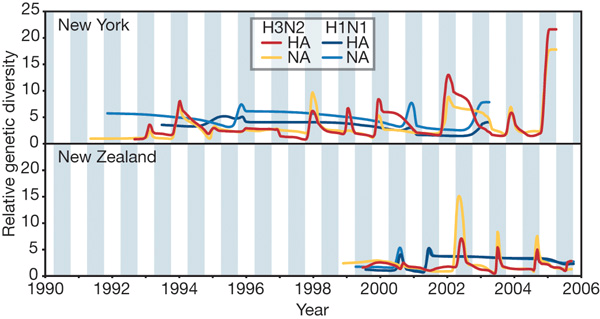 25
New York
H3N2 H1N1
20
HA HA
NA NA
15
10
5
0
Relative genetic diversity
New Zealand
20
15
10
5
0
1990 1992 1994 1996 1998 2000 2002 2004 2006
Year